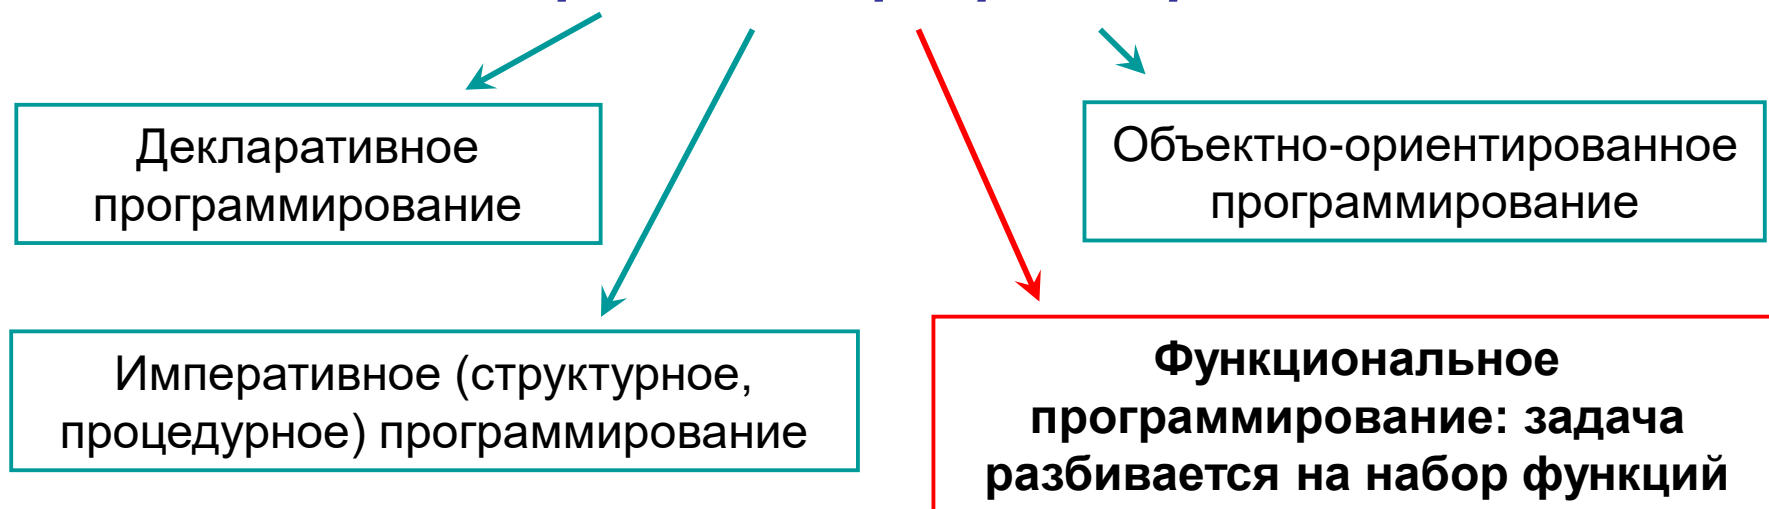 Декларативное
программирование
Объектно-ориентированное
программирование
Императивное (структурное,
процедурное) программирование
Функциональное
программирование: задача
разбивается на набор функций